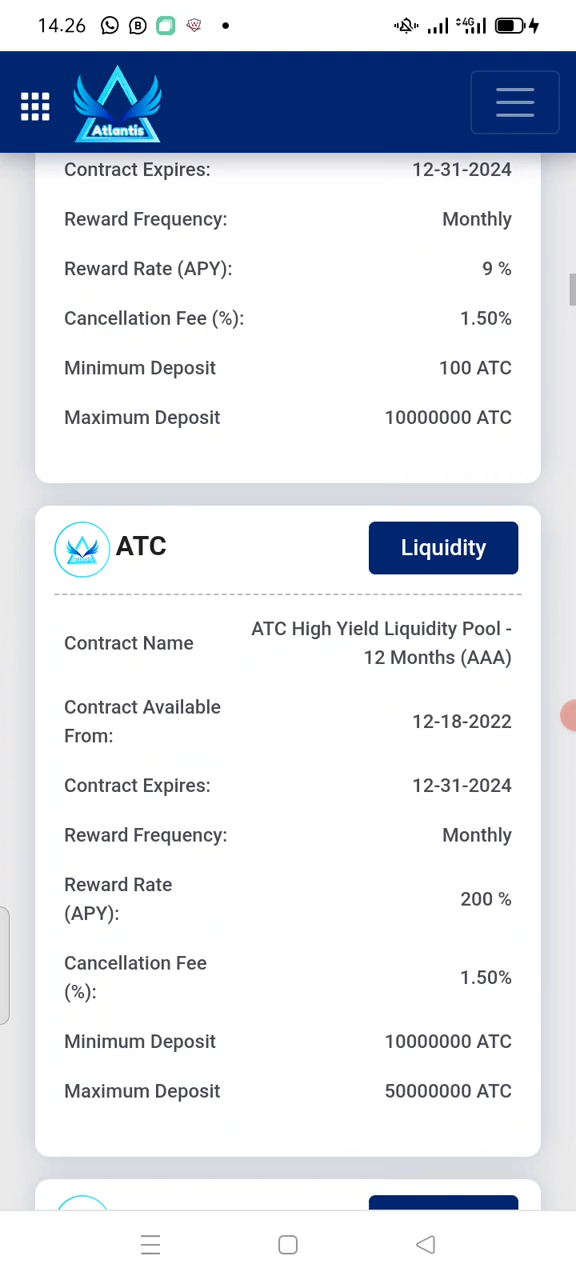 14.26
4G
Atlantis
Contract Expires: 12-31-2024
Reward Frequency: Monthly
Reward Rate (APY): 9 %
Cancellation Fee (%): 1.50%
Minimum Deposit 100 ATC
Maximum Deposit 10000000 ATC
ATC
Liquidity
Contract Name
ATC High Yield Liquidity Pool -
12 Months (AAA)
Contract Available
From:
12-18-2022
Contract Expires: 12-31-2024
Reward Frequency: Monthly
Reward Rate
(APY):
200 %
Cancellation Fee
(%):
1.50%
Minimum Deposit 10000000 ATC
Maximum Deposit 50000000 ATC